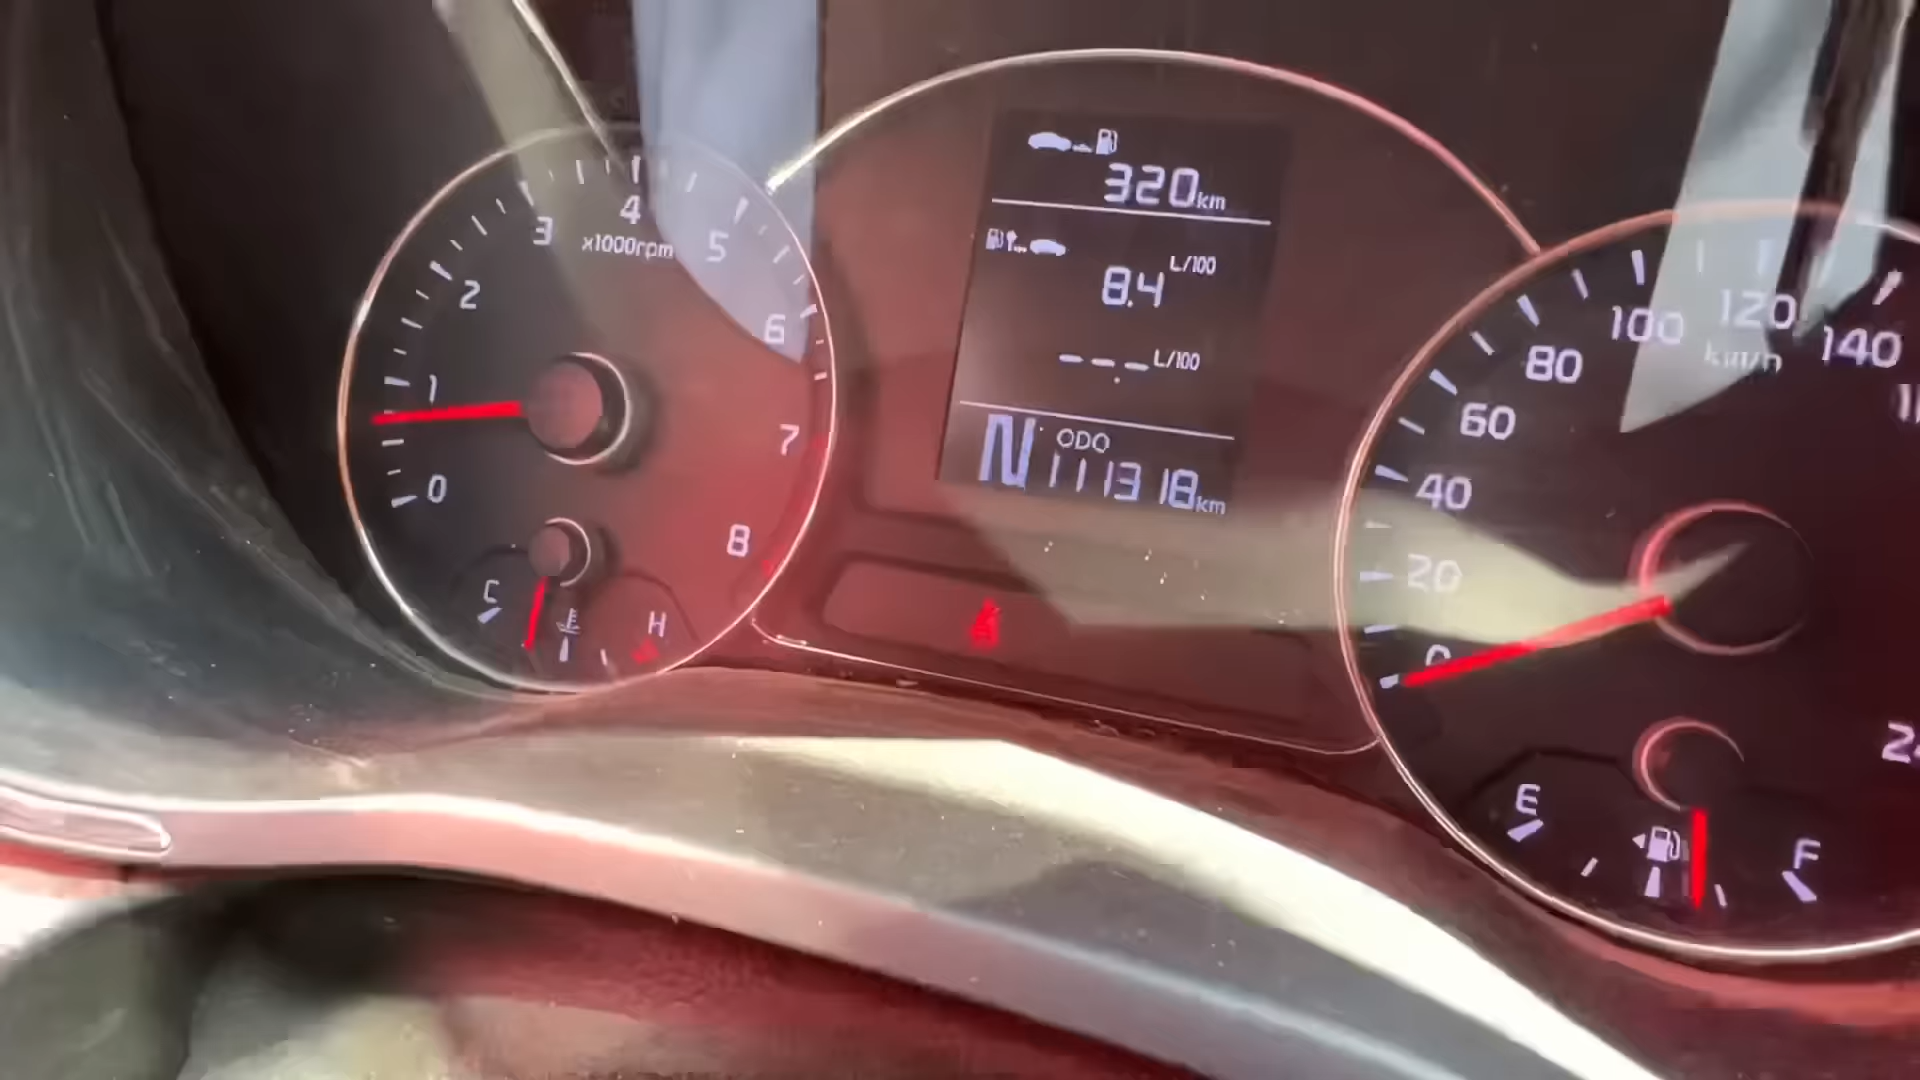 320km
8.4 L/100
---L/100
N ODO
111318km
0 1 2 3 4 5 6 7 8
x1000rpm
C H
0 20 40 60 80 100 120 140
km/h
24
E F